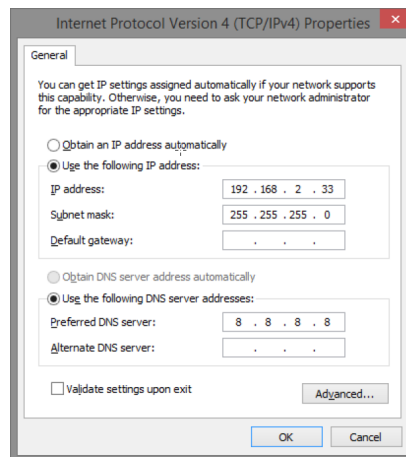 Internet Protocol Version 4 (TCP/IPv4) Properties
General
You can get IP settings assigned automatically if your network supports
this capability. Otherwise, you need to ask your network administrator
for the appropriate IP settings.
Obtain an IP address automatically
Use the following IP address:
IP address: 192 . 168 . 2 . 33
Subnet mask: 255 . 255 . 255 . 0
Default gateway: . . .
Obtain DNS server address automatically
Use the following DNS server addresses:
Preferred DNS server: 8 . 8 . 8 . 8
Alternate DNS server: . . .
Validate settings upon exit
Advanced...
OK Cancel